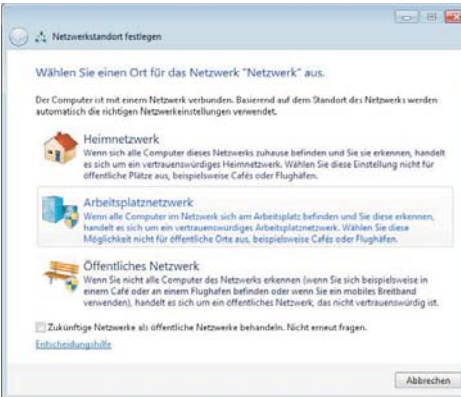 Netzwerkstandort festlegen
Wählen Sie einen Ort für das Netzwerk "Netzwerk" aus.
Der Computer ist mit einem Netzwerk verbunden. Basierend auf dem Standort des Netzwerks werden
automatisch die richtigen Netzwerkeinstellungen verwendet.
Heimnetzwerk
Wenn sich alle Computer dieses Netzwerks zuhause befinden und Sie sie erkennen, handelt
es sich um ein vertrauenswürdiges Heimnetzwerk. Wählen Sie diese Einstellung nicht für
öffentliche Plätze aus, beispielsweise Cafés oder Flughäfen.
Arbeitsplatznetzwerk
Wenn alle Computer im Netzwerk sich am Arbeitsplatz befinden und Sie diese erkennen,
handelt es sich um ein vertrauenswürdiges Arbeitsplatznetzwerk. Wählen Sie diese
Möglichkeit nicht für öffentliche Orte aus, beispielsweise Cafés oder Flughäfen.
Öffentliches Netzwerk
Wenn Sie nicht alle Computer des Netzwerks erkennen (wenn Sie sich beispielsweise in
einem Café oder an einem Flughafen befinden oder wenn Sie ein mobiles Breitband
verwenden), handelt es sich um ein öffentliches Netzwerk, das nicht vertrauenswürdig ist.
Zukünftige Netzwerke als öffentliche Netzwerke behandeln. Nicht erneut fragen.
Entscheidungshilfe
Abbrechen